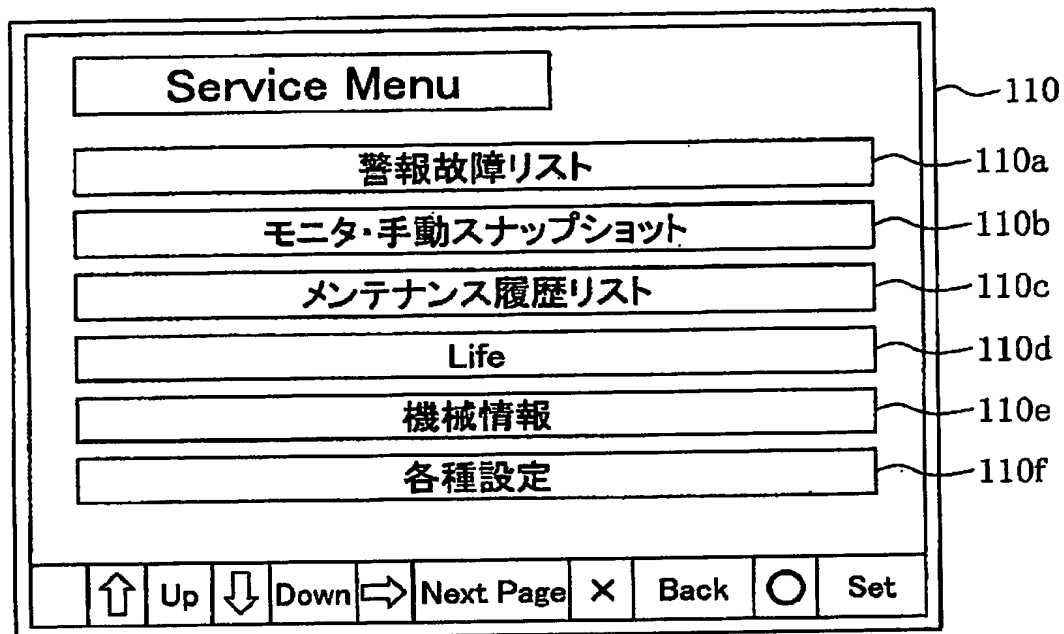 Service Menu
110
警報故障リスト
110a
モニタ・手動スナップショット
110b
メンテナンス履歴リスト
110c
Life
110d
機械情報
110e
各種設定
110f
⇧ Up ⇩ Down ⇨ Next Page × Back ○ Set